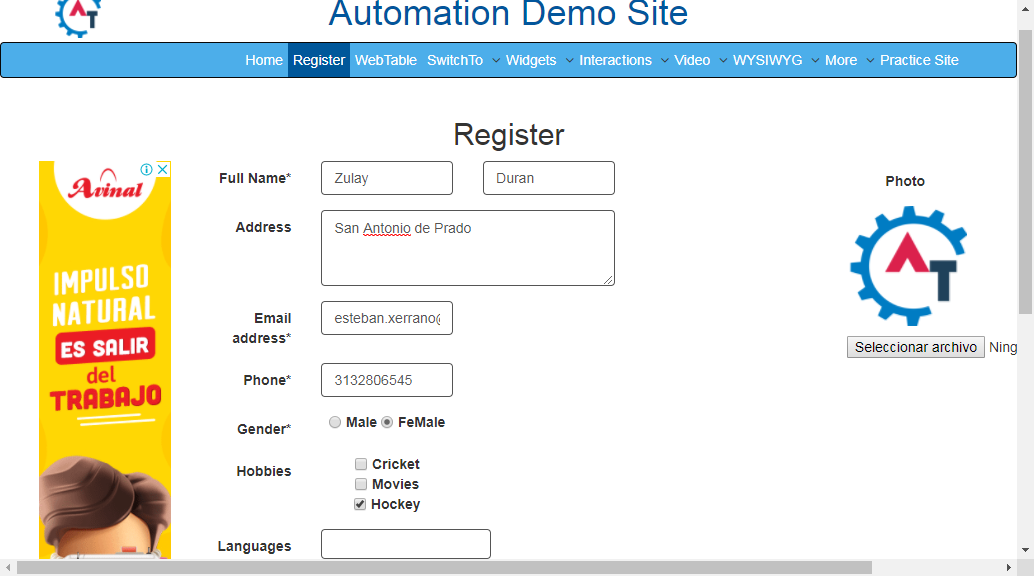 Automation Demo Site
Home Register WebTable SwitchTo Widgets Interactions Video WYSIWYG More Practice Site
Register
Full Name* Zulay Duran
Photo
Address San Antonio de Prado
Email address* esteban.xerrano@
Phone* 3132806545
Gender* Male FeMale
Hobbies Cricket
Movies
Hockey
Languages
Seleccionar archivo Ning
Avinal
IMPULSO
NATURAL
ES SALIR
del
TRABAJO
AT